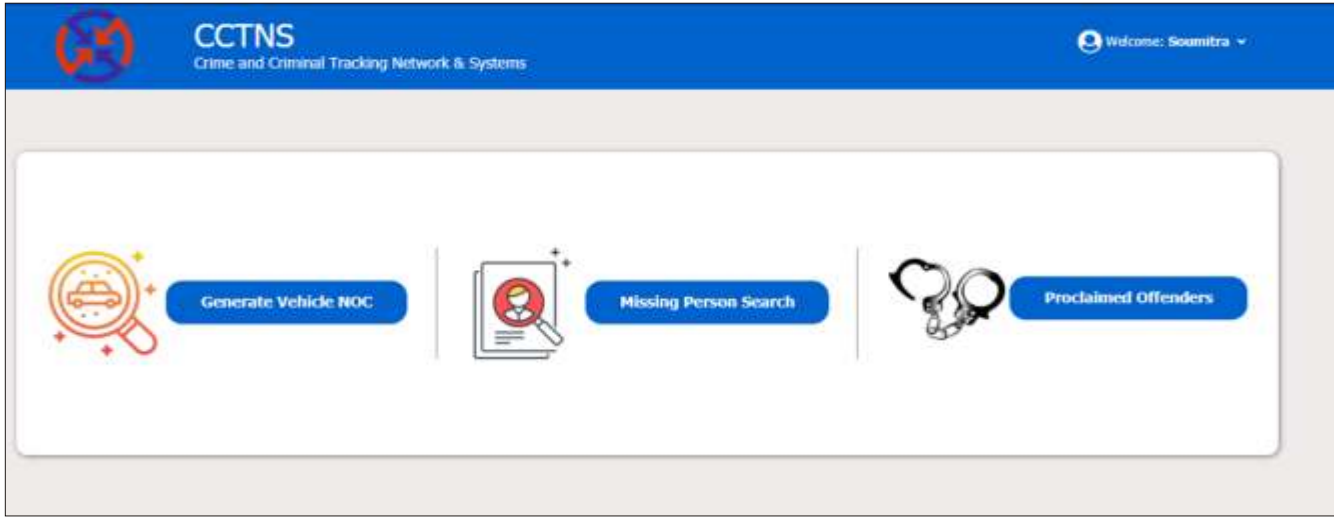 CCTNS
Crime and Criminal Tracking Network & Systems
Welcome: Soumitra
Generate Vehicle NOC
Missing Person Search
Proclaimed Offenders